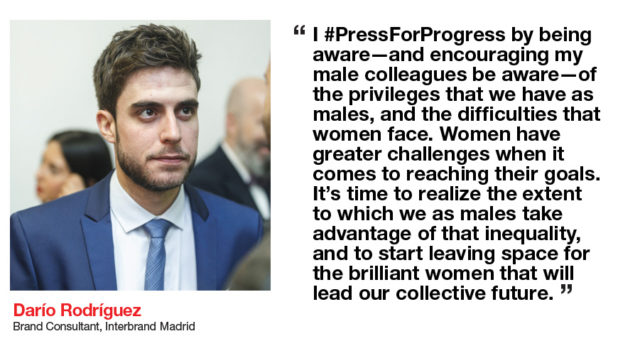 “ I #PressForProgress by being
aware—and encouraging my
male colleagues be aware—of
the privileges that we have as
males, and the difficulties that
women face. Women have
greater challenges when it
comes to reaching their goals.
It’s time to realize the extent
to which we as males take
advantage of that inequality,
and to start leaving space for
the brilliant women that will
lead our collective future. ”
Darío Rodríguez
Brand Consultant, Interbrand Madrid